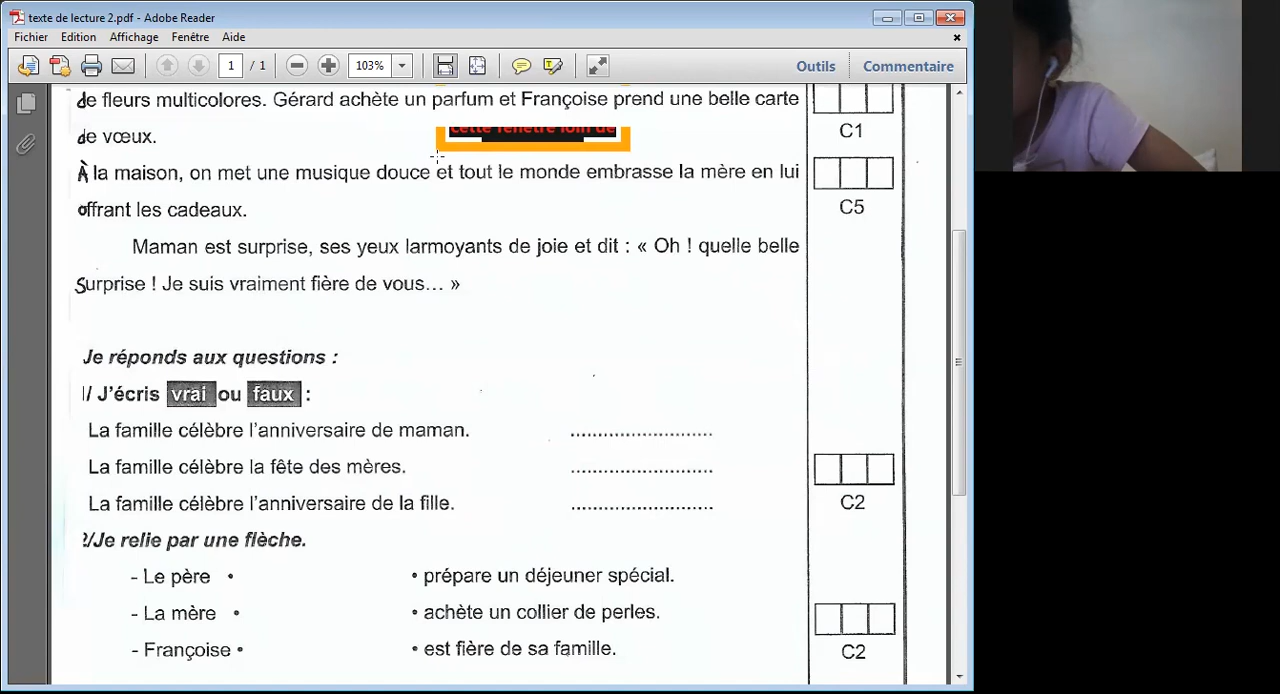 texte de lecture 2.pdf - Adobe Reader
Fichier Edition Affichage Fenêtre Aide
1 / 1 103% Outils Commentaire
de fleurs multicolores. Gérard achète un parfum et Françoise prend une belle carte
C1
cette fenêtre loin de
de vœux.
À la maison, on met une musique douce et tout le monde embrasse la mère en lui
offrant les cadeaux.
C5
Maman est surprise, ses yeux larmoyants de joie et dit : « Oh ! quelle belle
Surprise ! Je suis vraiment fière de vous... »
Je réponds aux questions :
/ J'écris vrai ou faux :
La famille célèbre l'anniversaire de maman. ..........................
La famille célèbre la fête des mères. ..........................
La famille célèbre l'anniversaire de la fille. ..........................
C2
2/Je relie par une flèche.
- Le père • • prépare un déjeuner spécial.
- La mère • • achète un collier de perles.
- Françoise • • est fière de sa famille.
C2